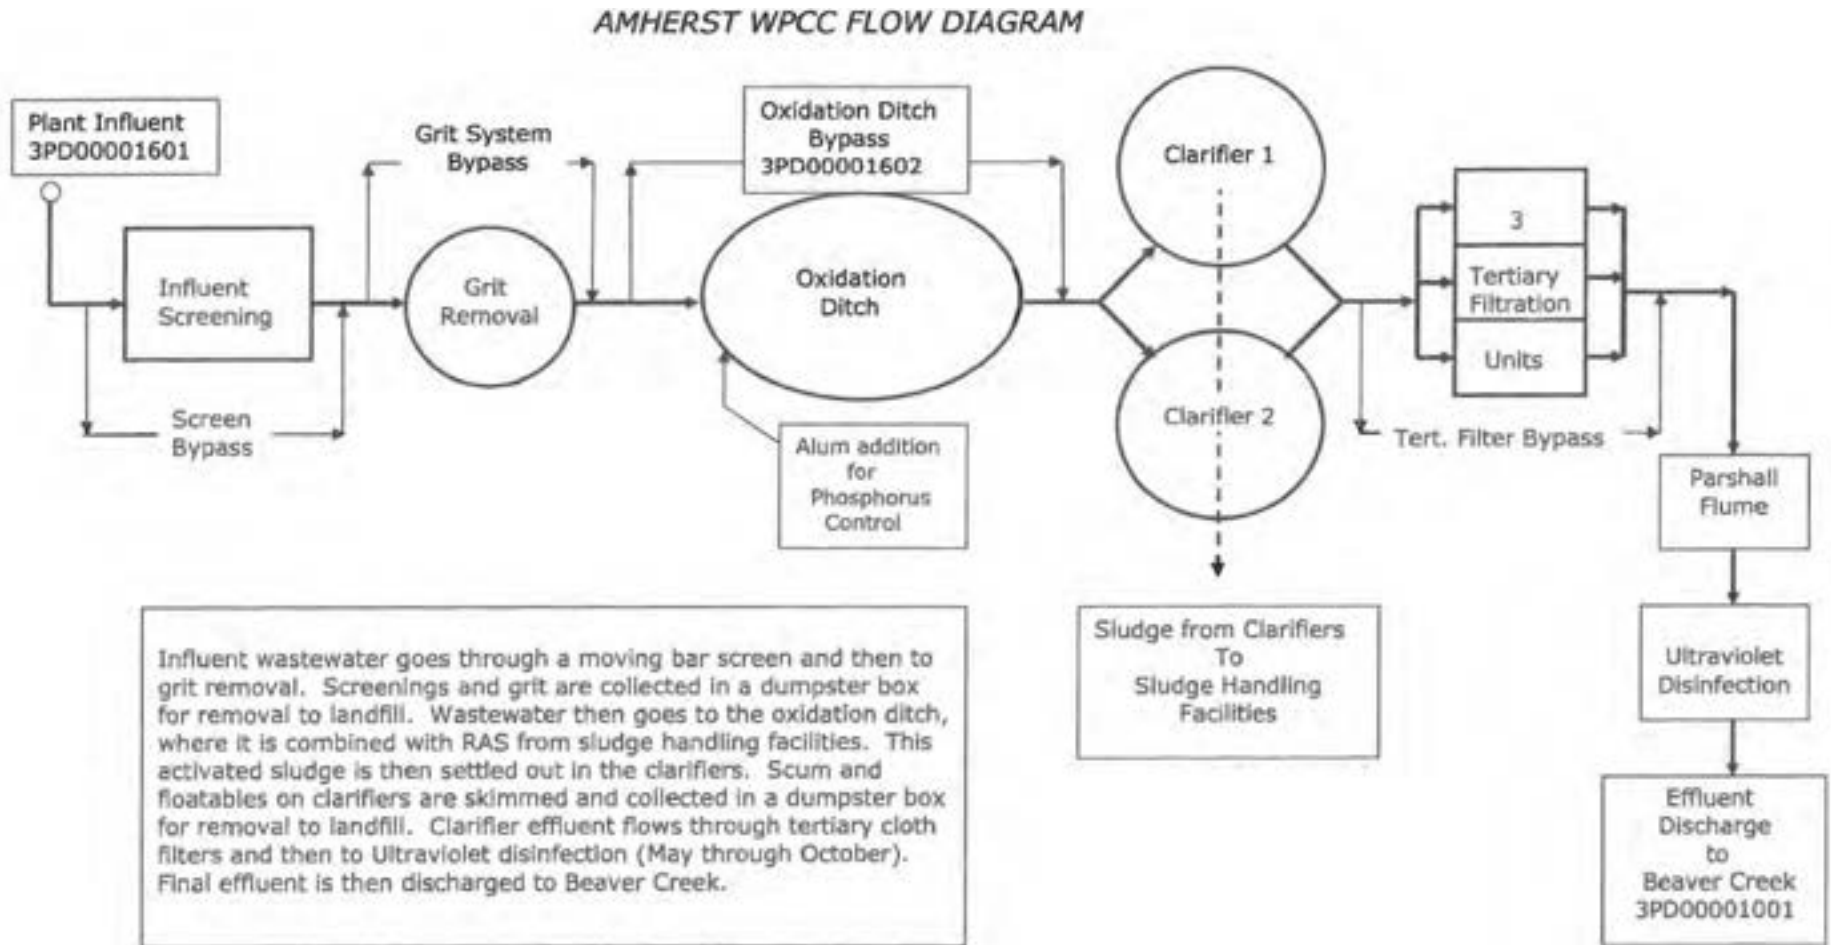 AMHERST WPCC FLOW DIAGRAM
Plant Influent
3PD00001601
Grit System
Bypass
Oxidation Ditch
Bypass
3PD00001602
Clarifier 1
Influent
Screening
Grit
Removal
Oxidation
Ditch
3
Tertiary
Filtration
Units
Screen
Bypass
Clarifier 2
Tert. Filter Bypass
Alum addition
for
Phosphorus
Control
Parshall
Flume
Sludge from Clarifiers
To
Sludge Handling
Facilities
Ultraviolet
Disinfection
Influent wastewater goes through a moving bar screen and then to
grit removal. Screenings and grit are collected in a dumpster box
for removal to landfill. Wastewater then goes to the oxidation ditch,
where it is combined with RAS from sludge handling facilities. This
activated sludge is then settled out in the clarifiers. Scum and
floatables on clarifiers are skimmed and collected in a dumpster box
for removal to landfill. Clarifier effluent flows through tertiary cloth
filters and then to Ultraviolet disinfection (May through October).
Final effluent is then discharged to Beaver Creek.
Effluent
Discharge
to
Beaver Creek
3PD00001001